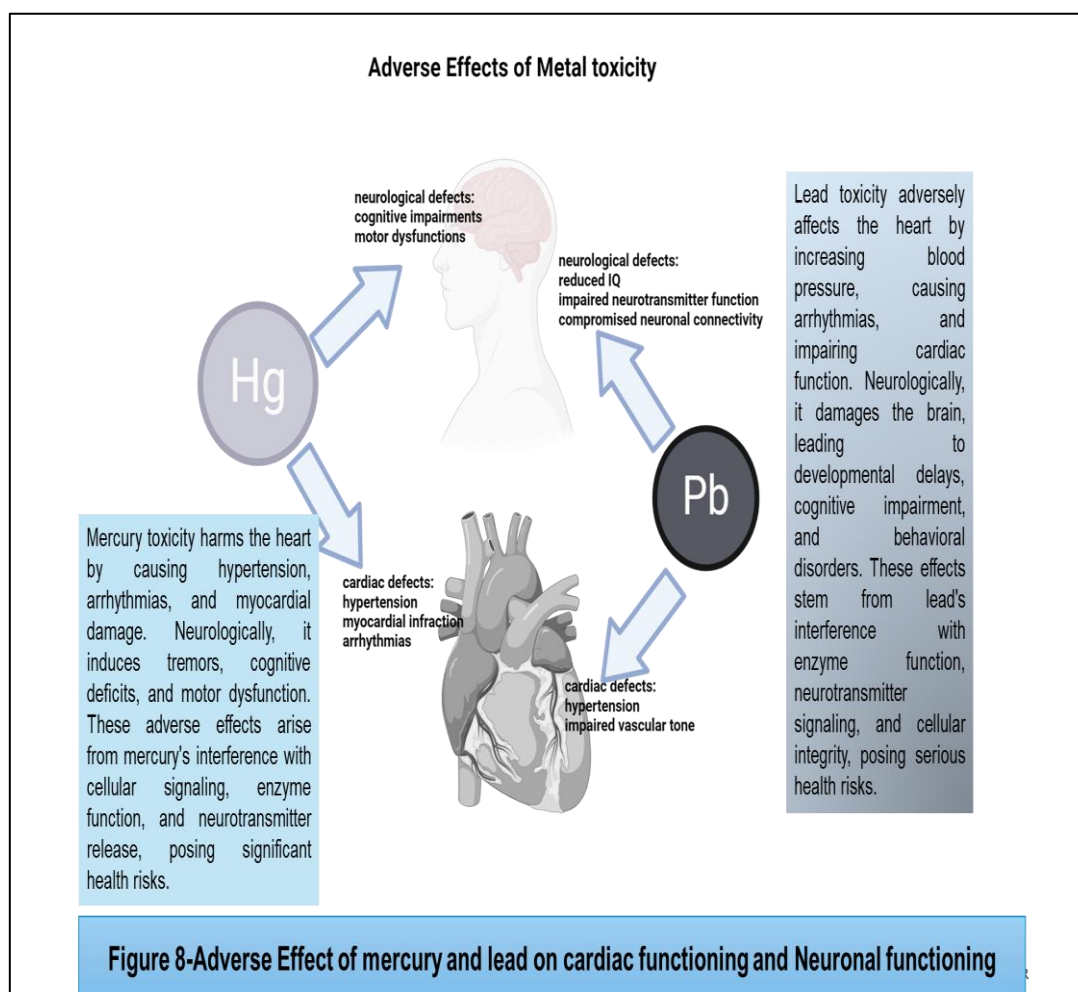 Adverse Effects of Metal toxicity
neurological defects:
cognitive impairments
motor dysfunctions
neurological defects:
reduced IQ
impaired neurotransmitter function
compromised neuronal connectivity
Hg
Pb
cardiac defects:
hypertension
myocardial infraction
arrhythmias
cardiac defects:
hypertension
impaired vascular tone
Mercury toxicity harms the heart
by causing hypertension,
arrhythmias, and myocardial
damage. Neurologically, it
induces tremors, cognitive
deficits, and motor dysfunction.
These adverse effects arise
from mercury's interference with
cellular signaling, enzyme
function, and neurotransmitter
release, posing significant
health risks.
Lead toxicity adversely
affects the heart by
increasing blood
pressure, causing
arrhythmias, and
impairing cardiac
function. Neurologically,
it damages the brain,
leading to
developmental delays,
cognitive impairment,
and behavioral
disorders. These effects
stem from lead's
interference with
enzyme function,
neurotransmitter
signaling, and cellular
integrity, posing serious
health risks.
Figure 8-Adverse Effect of mercury and lead on cardiac functioning and Neuronal functioning